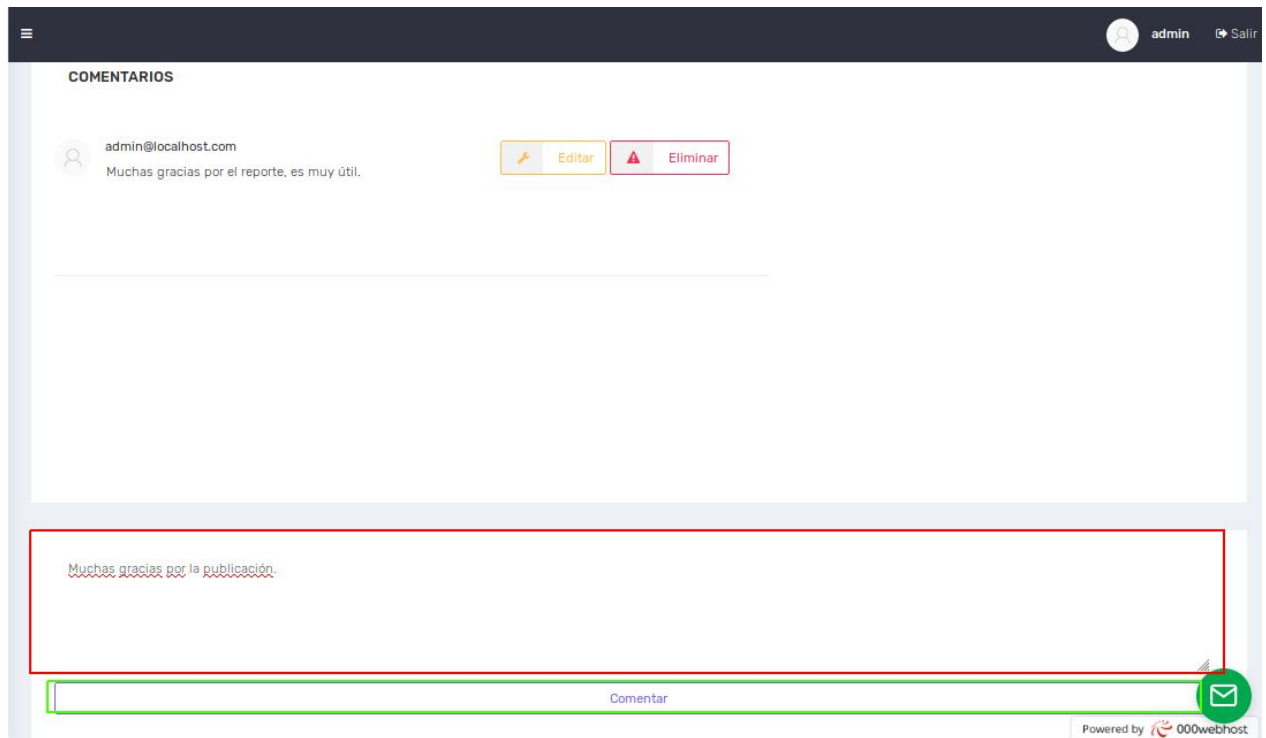 admin Salir
COMENTARIOS
admin@localhost.com
Muchas gracias por el reporte, es muy útil.
Editar Eliminar
Muchas gracias por la publicación.
Comentar
Powered by 000webhost